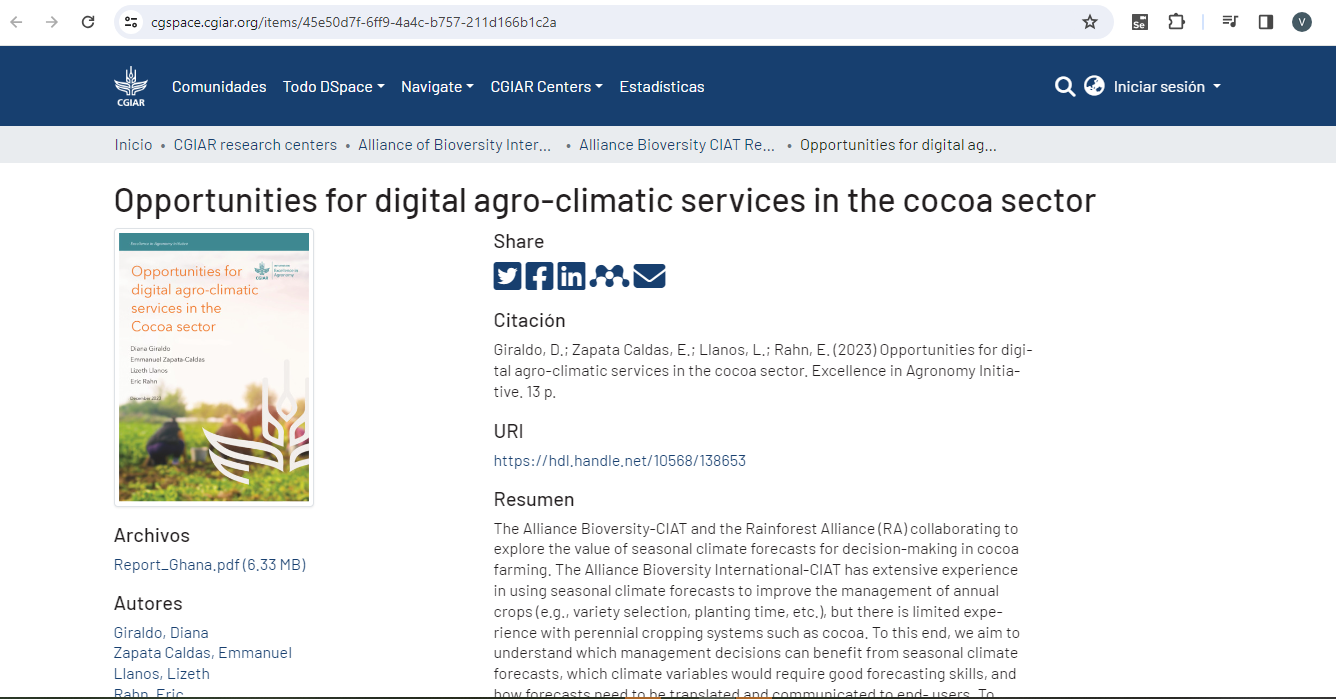 cgspace.cgiar.org/items/45e50d7f-6ff9-4a4c-b757-211d166b1c2a
Se
V
CGIAR
Comunidades Todo DSpace Navigate CGIAR Centers Estadísticas
Iniciar sesión
Inicio • CGIAR research centers • Alliance of Bioversity Inter... • Alliance Bioversity CIAT Re... • Opportunities for digital ag...
Opportunities for digital agro-climatic services in the cocoa sector
Excellence in Agronomy Initiative
CGIAR
Excellence in
Agronomy
Opportunities for
digital agro-climatic
services in the
Cocoa sector
Diana Giraldo
Emmanuel Zapata-Caldas
Lizeth Llanos
Eric Rahn
December 2023
Archivos
Report_Ghana.pdf (6.33 MB)
Autores
Giraldo, Diana
Zapata Caldas, Emmanuel
Llanos, Lizeth
Rahn, Eric
Share
Citación
Giraldo, D.; Zapata Caldas, E.; Llanos, L.; Rahn, E. (2023) Opportunities for digi-
tal agro-climatic services in the cocoa sector. Excellence in Agronomy Initia-
tive. 13 p.
URI
https://hdl.handle.net/10568/138653
Resumen
The Alliance Bioversity-CIAT and the Rainforest Alliance (RA) collaborating to
explore the value of seasonal climate forecasts for decision-making in cocoa
farming. The Alliance Bioversity International-CIAT has extensive experience
in using seasonal climate forecasts to improve the management of annual
crops (e.g., variety selection, planting time, etc.), but there is limited expe-
rience with perennial cropping systems such as cocoa. To this end, we aim to
understand which management decisions can benefit from seasonal climate
forecasts, which climate variables would require good forecasting skills, and
how forecasts need to be translated and communicated to end- users. To